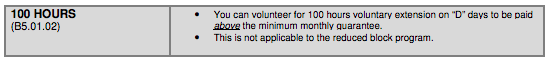 100 HOURS
(B5.01.02)
• You can volunteer for 100 hours voluntary extension on “D” days to be paid
above the minimum monthly guarantee.
• This is not applicable to the reduced block program.